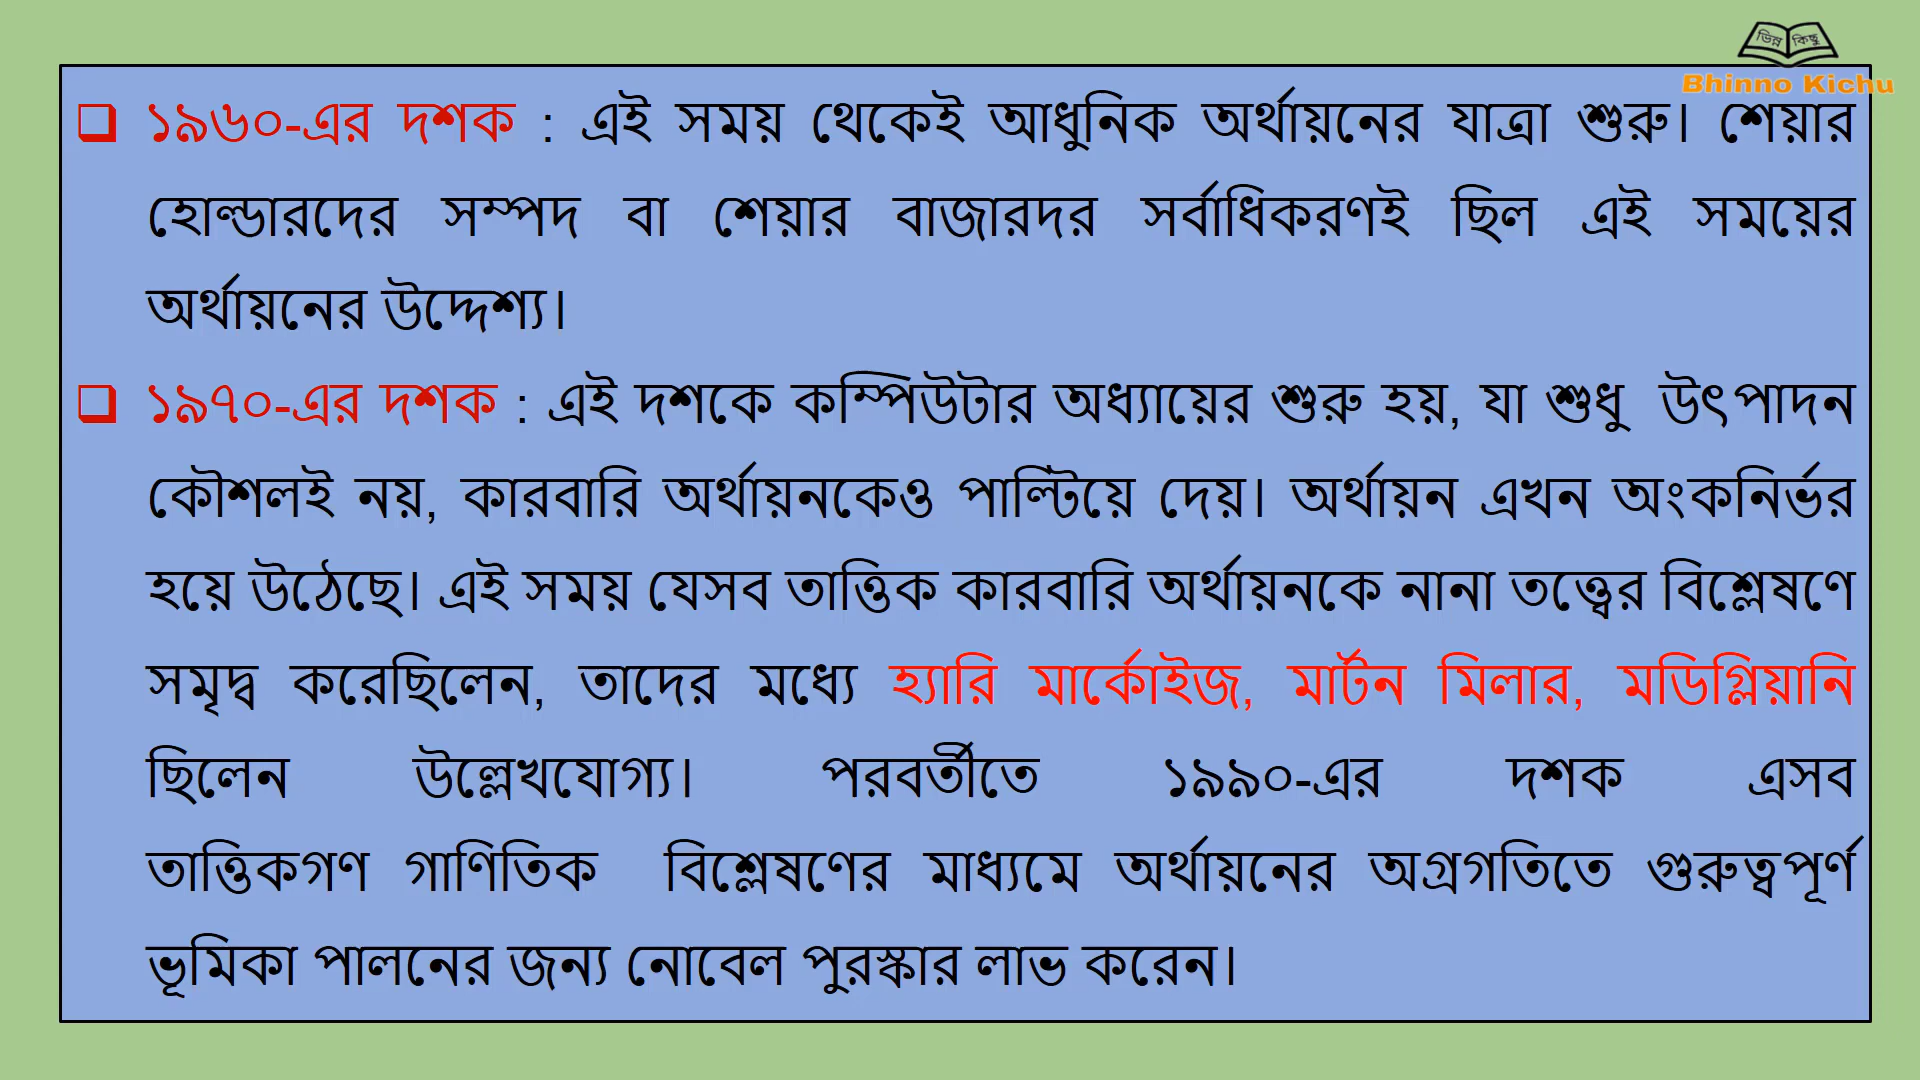 ভিন্ন কিছু
Bhinno Kichu
❑ ১৯৬০-এর দশক : এই সময় থেকেই আধুনিক অর্থায়নের যাত্রা শুরু। শেয়ার
হোল্ডারদের সম্পদ বা শেয়ার বাজারদর সর্বাধিকরণই ছিল এই সময়ের
অর্থায়নের উদ্দেশ্য।
❑ ১৯৭০-এর দশক : এই দশকে কম্পিউটার অধ্যায়ের শুরু হয়, যা শুধু উৎপাদন
কৌশলই নয়, কারবারি অর্থায়নকেও পাল্টিয়ে দেয়। অর্থায়ন এখন অংকনির্ভর
হয়ে উঠেছে। এই সময় যেসব তাত্তিক কারবারি অর্থায়নকে নানা তত্ত্বের বিশ্লেষণে
সমৃদ্ব করেছিলেন, তাদের মধ্যে হ্যারি মার্কোইজ, মার্টন মিলার, মডিগ্লিয়ানি
ছিলেন উল্লেখযোগ্য। পরবর্তীতে ১৯৯০-এর দশক এসব
তাত্তিকগণ গাণিতিক বিশ্লেষণের মাধ্যমে অর্থায়নের অগ্রগতিতে গুরুত্বপূর্ণ
ভূমিকা পালনের জন্য নোবেল পুরস্কার লাভ করেন।